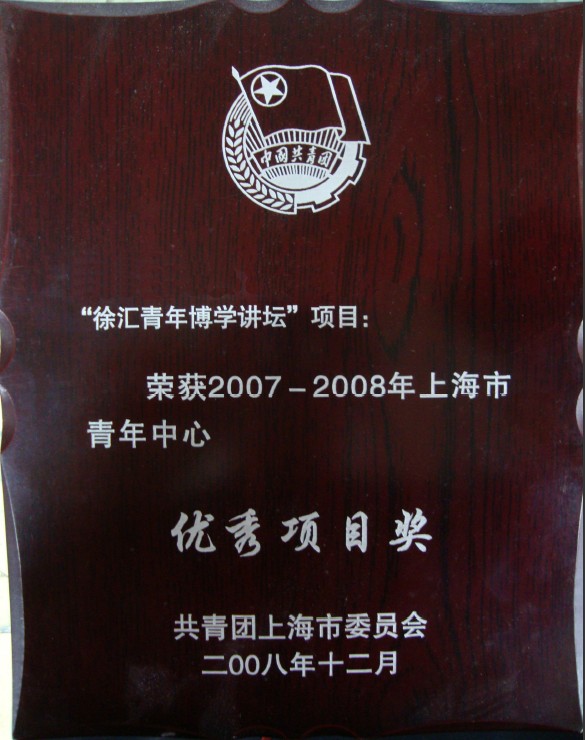 中國共青团
“徐汇青年博学讲坛”项目：
荣获2007－2008年上海市
青年中心
优秀项目奖
共青团上海市委员会
二00八年十二月